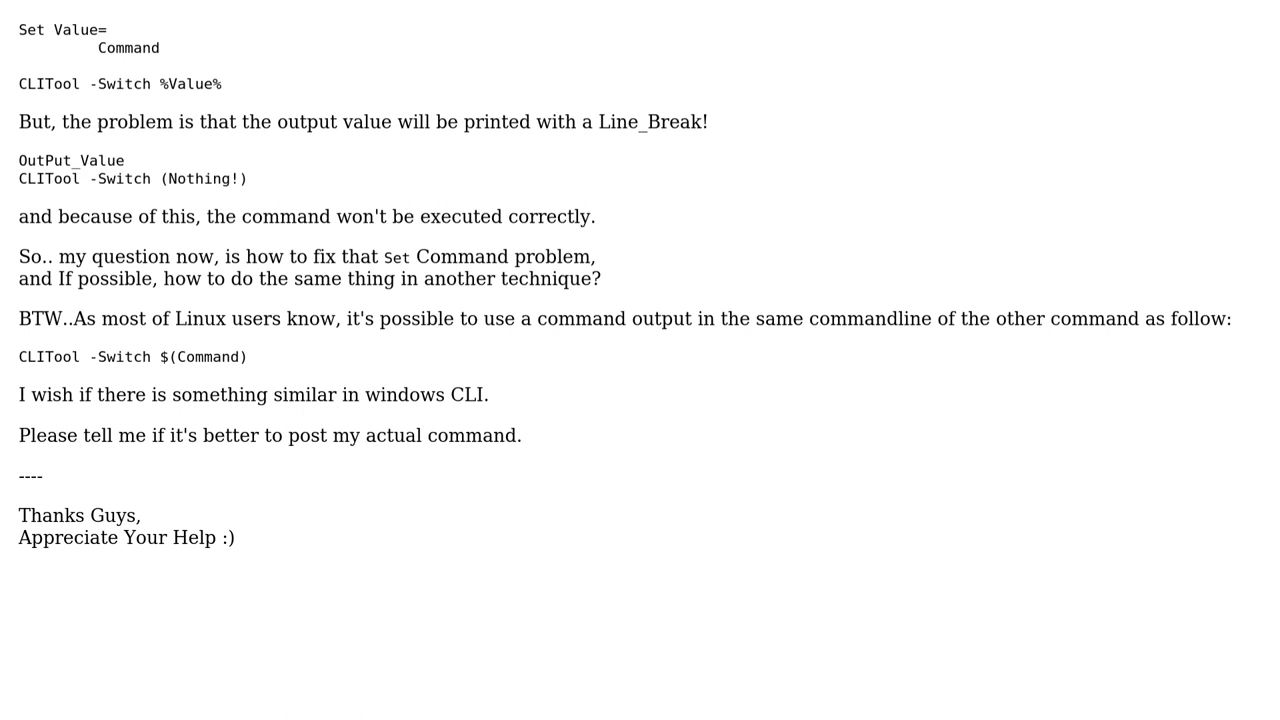 Set Value=
Command
CLITool -Switch %Value%
But, the problem is that the output value will be printed with a Line_Break!
OutPut_Value
CLITool -Switch (Nothing!)
and because of this, the command won't be executed correctly.
So.. my question now, is how to fix that Set Command problem,
and If possible, how to do the same thing in another technique?
BTW..As most of Linux users know, it's possible to use a command output in the same commandline of the other command as follow:
CLITool -Switch $(Command)
I wish if there is something similar in windows CLI.
Please tell me if it's better to post my actual command.
----
Thanks Guys,
Appreciate Your Help :)